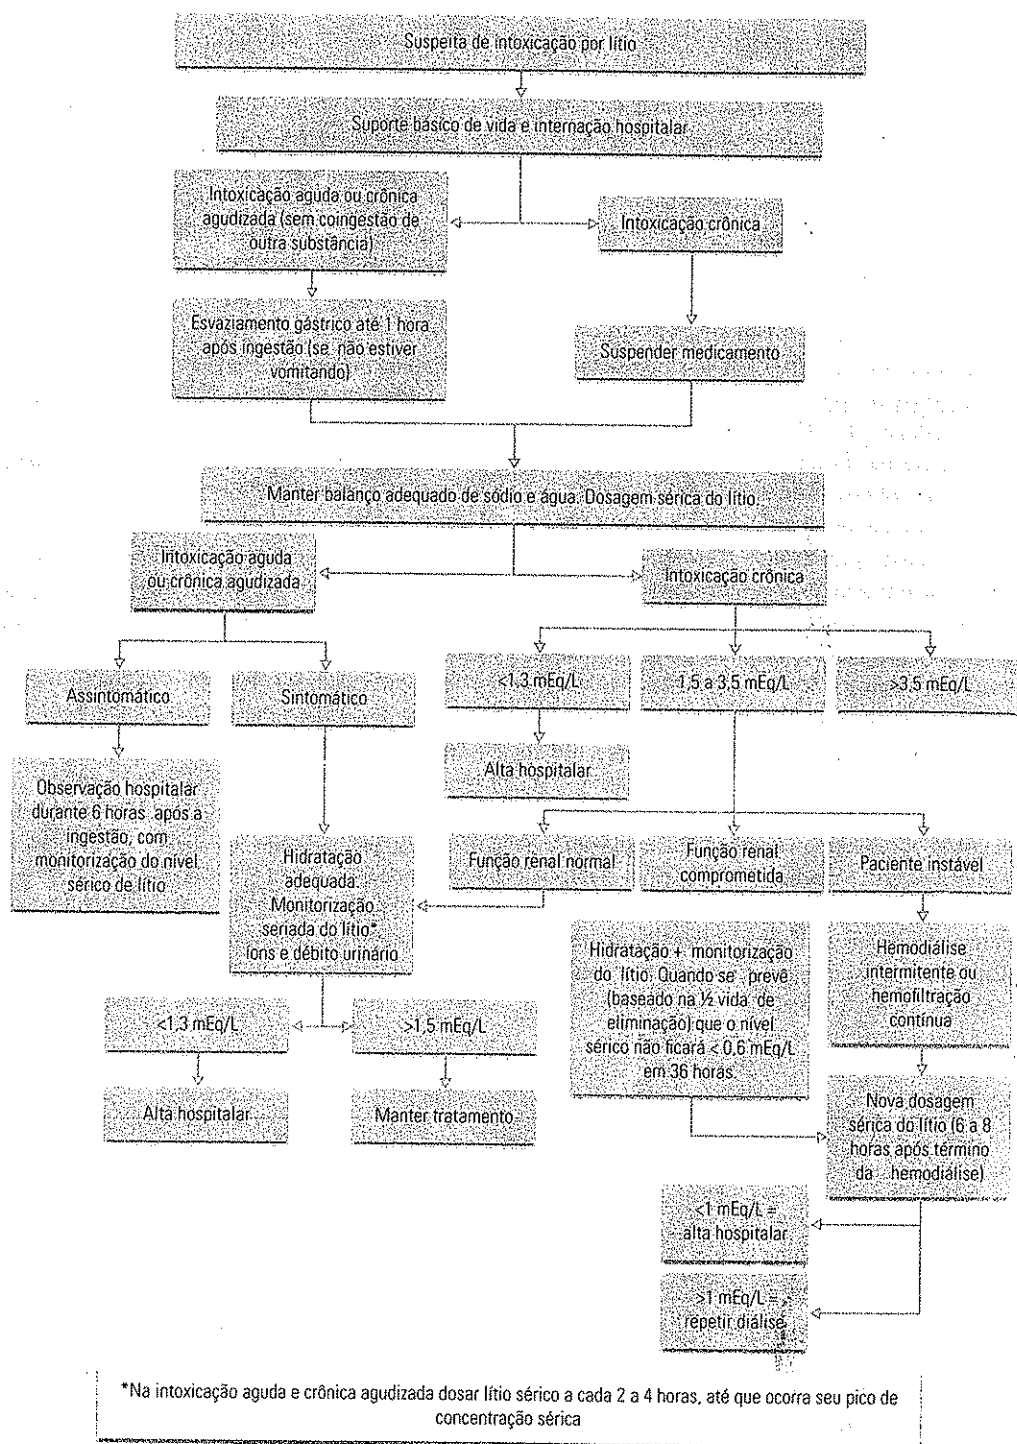 Suspeita de intoxicação por lítio
Suporte básico de vida e internação hospitalar
Intoxicação aguda ou crônica
agudizada (sem coingestão de
outra substância)
Intoxicação crônica
Esvaziamento gástrico até 1 hora
após ingestão (se não estiver
vomitando)
Suspender medicamento
Manter balanço adequado de sódio e água. Dosagem sérica do lítio.
Intoxicação aguda
ou crônica agudizada
Intoxicação crônica
Assintomático
Sintomático
<1,3 mEq/L
1,5 a 3,5 mEq/L
>3,5 mEq/L
Alta hospitalar
Observação hospitalar
durante 6 horas após a
ingestão, com
monitorização do nível
sérico de lítio
Hidratação
adequada.
Monitorização
seriada do lítio*,
íons e débito urinário
Função renal normal
Função renal
comprometida
Paciente instável
Hidratação + monitorização
do lítio. Quando se prevê
(baseado na ½ vida de
eliminação) que o nível
sérico não ficará < 0,6 mEq/L
em 36 horas.
Hemodiálise
intermitente ou
hemofiltração
contínua
<1,3 mEq/L
>1,5 mEq/L
Alta hospitalar
Manter tratamento
Nova dosagem
sérica do lítio (6 a 8
horas após término
da hemodiálise)
<1 mEq/L =
alta hospitalar
>1 mEq/L =
repetir diálise
*Na intoxicação aguda e crônica agudizada dosar lítio sérico a cada 2 a 4 horas, até que ocorra seu pico de
concentração sérica